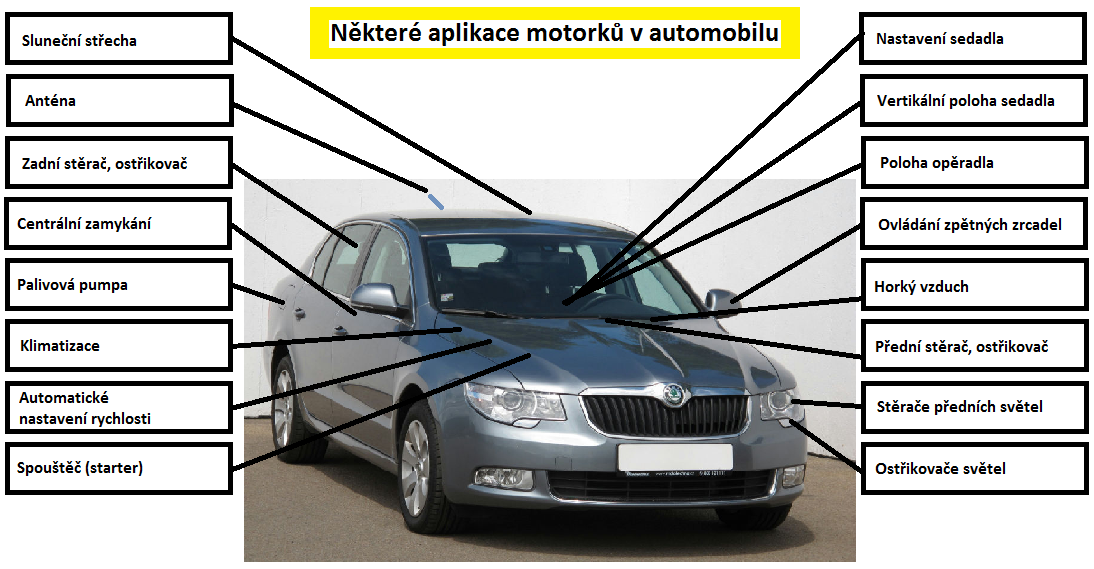 Některé aplikace motorků v automobilu
Sluneční střecha
Anténa
Zadní stěrač, ostřikovač
Centrální zamykání
Palivová pumpa
Klimatizace
Automatické
nastavení rychlosti
Spouštěč (starter)
Nastavení sedadla
Vertikální poloha sedadla
Poloha opěradla
Ovládání zpětných zrcadel
Horký vzduch
Přední stěrač, ostřikovač
Stěrače předních světel
Ostřikovače světel